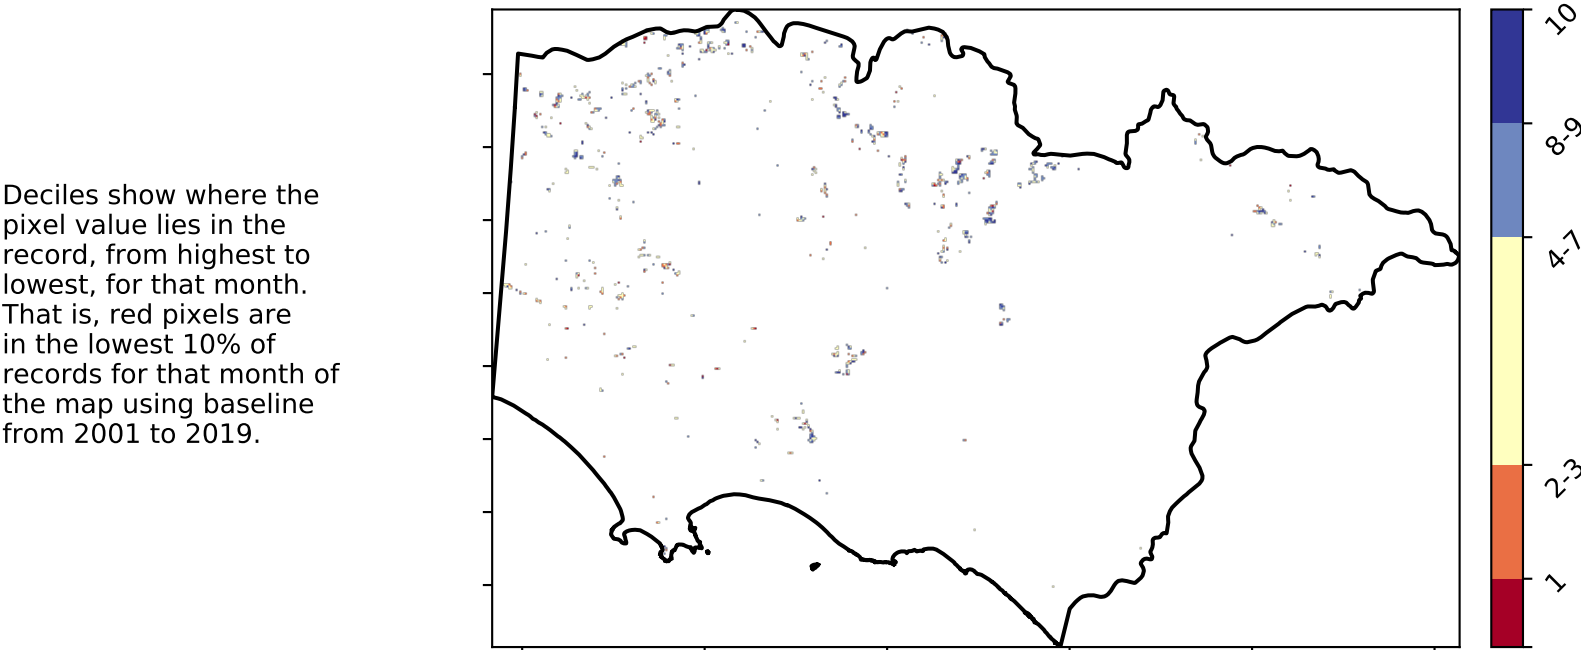 Deciles show where the
pixel value lies in the
record, from highest to
lowest, for that month.
That is, red pixels are
in the lowest 10% of
records for that month of
the map using baseline
from 2001 to 2019.
10
8-9
4-7
2-3
1